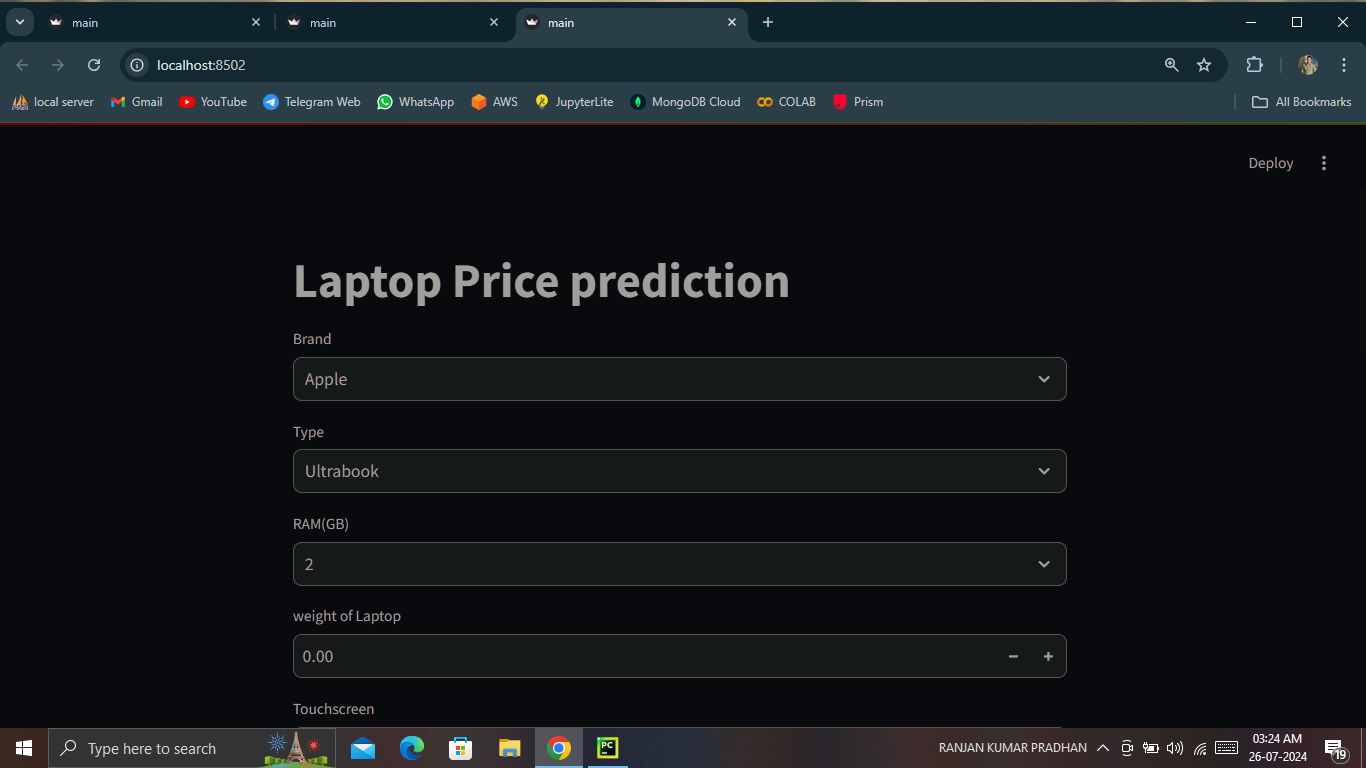 main
main
main
localhost:8502
local server
Gmail
YouTube
Telegram Web
WhatsApp
AWS
JupyterLite
MongoDB Cloud
COLAB
Prism
All Bookmarks
Deploy
Laptop Price prediction
Brand
Apple
Type
Ultrabook
RAM(GB)
2
weight of Laptop
0.00
Touchscreen
Type here to search
PC
RANJAN KUMAR PRADHAN
03:24 AM
26-07-2024
19